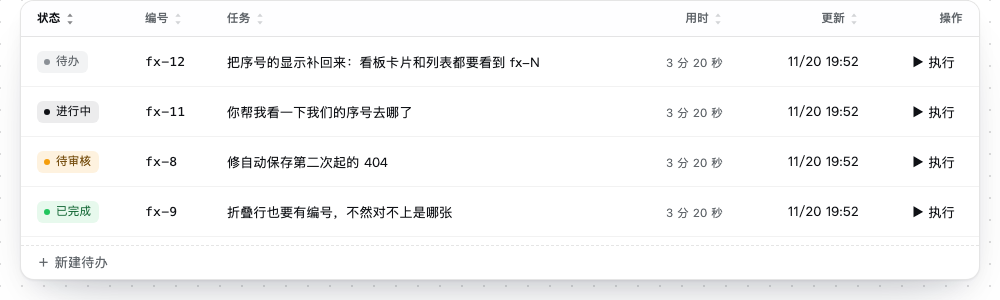 状态 编号 任务 用时 更新 操作
待办 fx-12 把序号的显示补回来：看板卡片和列表都要看到 fx-N 3 分 20 秒 11/20 19:52 ▶ 执行
进行中 fx-11 你帮我看一下我们的序号去哪了 3 分 20 秒 11/20 19:52 ▶ 执行
待审核 fx-8 修自动保存第二次起的 404 3 分 20 秒 11/20 19:52 ▶ 执行
已完成 fx-9 折叠行也要有编号，不然对不上是哪张 3 分 20 秒 11/20 19:52 ▶ 执行
+ 新建待办